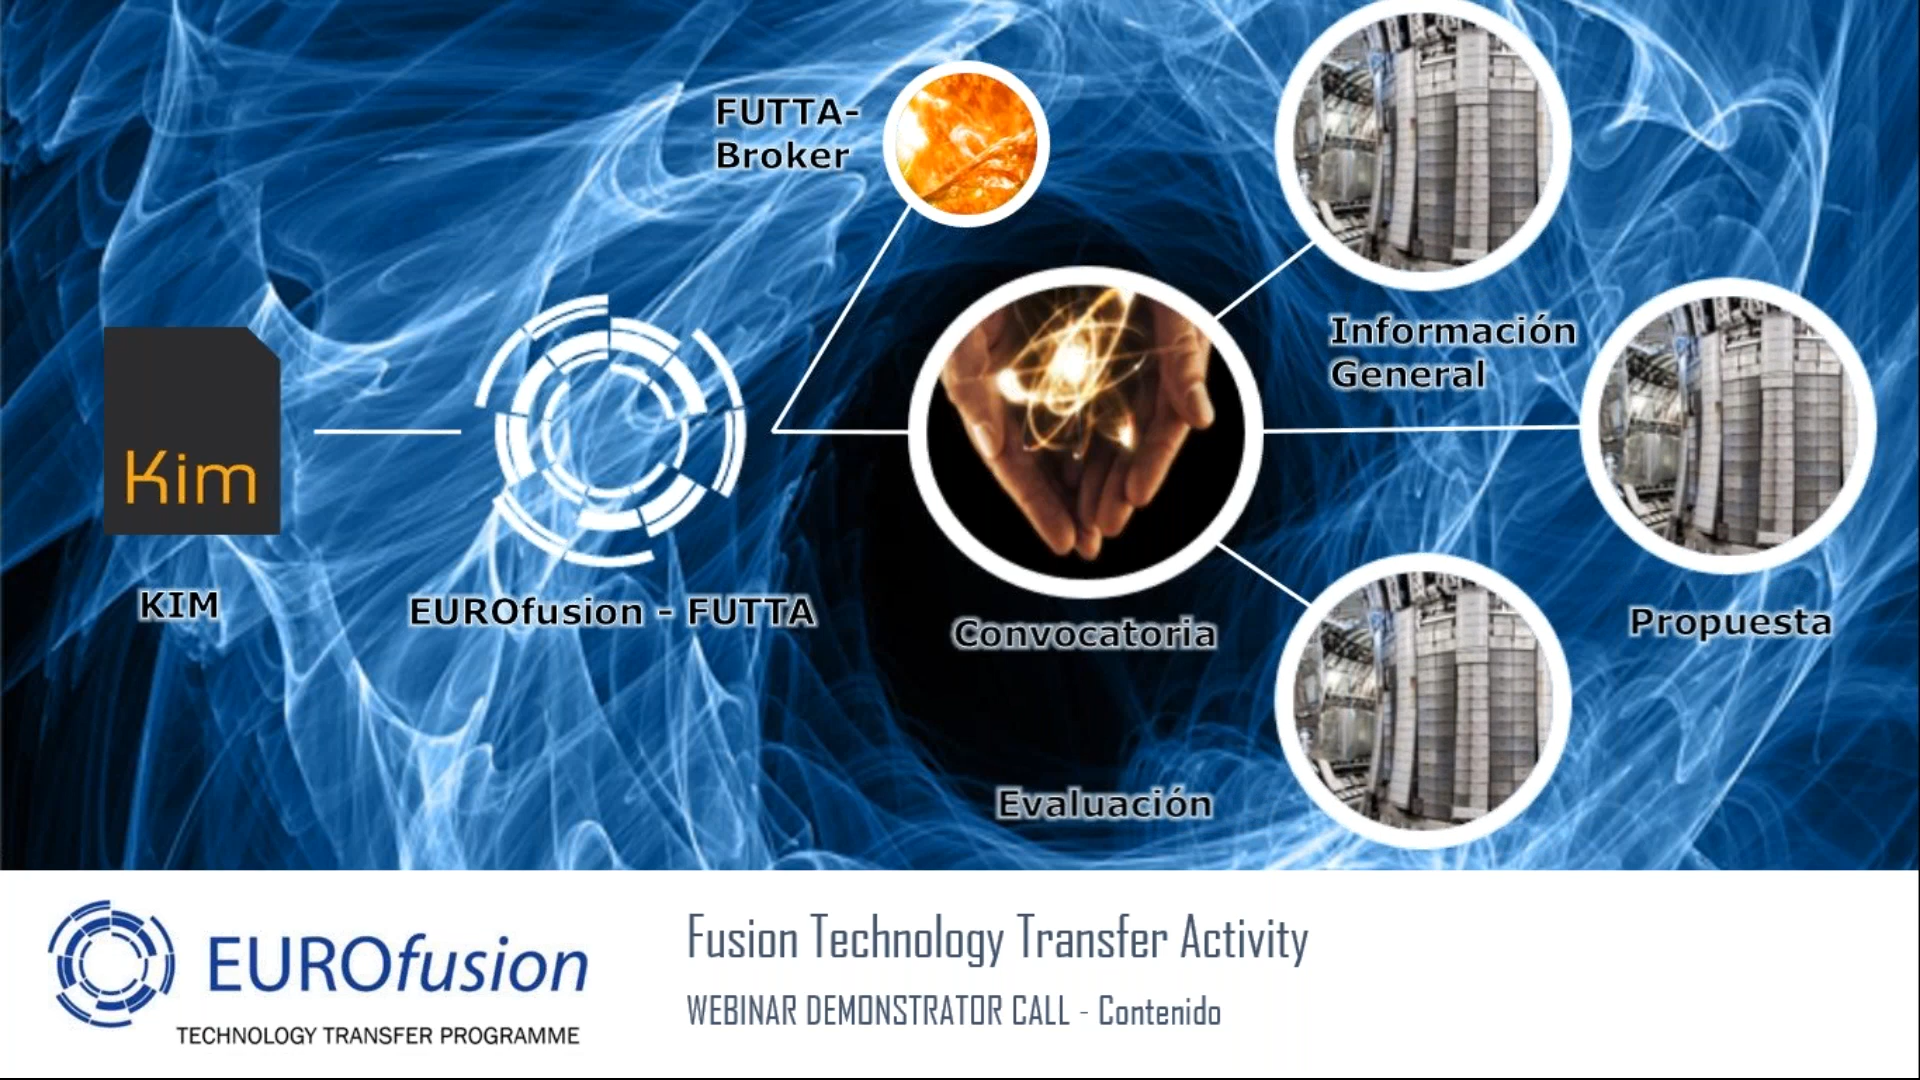 FUTTA-
Broker
Información
General
Kim
KIM
EUROfusion - FUTTA
Convocatoria
Propuesta
Evaluación
EUROfusion
TECHNOLOGY TRANSFER PROGRAMME
Fusion Technology Transfer Activity
WEBINAR DEMONSTRATOR CALL - Contenido